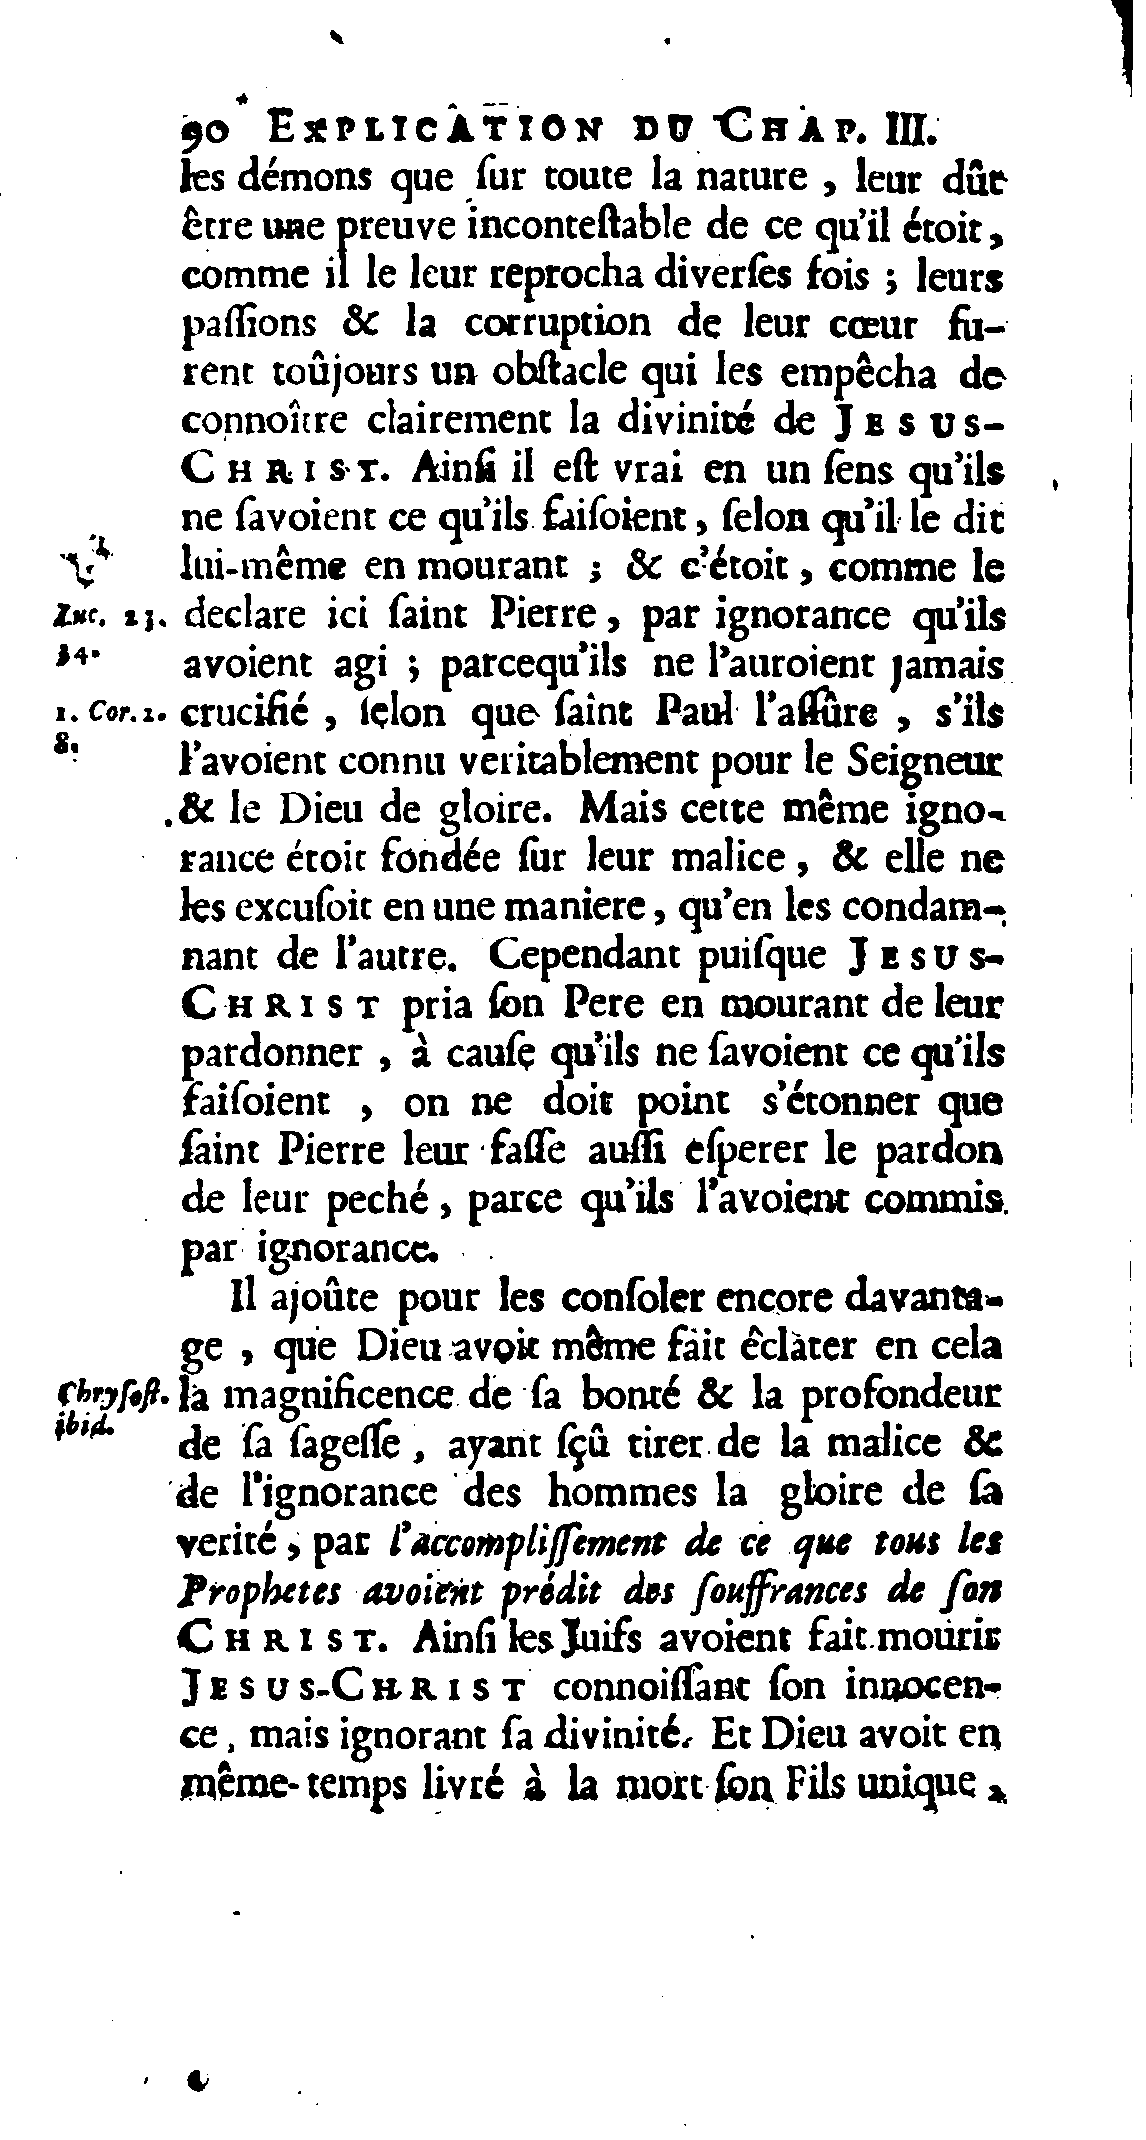 90 EXPLICATION DU CHAP. III.
les démons que ſur toute la nature, leur dût
être une preuve inconteſtable de ce qu'il étoit,
comme il le leur reprocha diverſes fois ; leurs
paſſions & la corruption de leur cœur fu-
rent toûjours un obſtacle qui les empêcha de
connoître clairement la divinité de JESUS-
CHRIST. Ainſi il eſt vrai en un ſens qu'ils
ne ſavoient ce qu'ils faiſoient, ſelon qu'il le dit
lui-même en mourant ; & c'étoit, comme le
Luc. 23. declare ici ſaint Pierre, par ignorance qu'ils
34. avoient agi ; parcequ'ils ne l'auroient jamais
1. Cor. 2. crucifié, ſelon que ſaint Paul l'aſſûre, s'ils
8. l'avoient connu veritablement pour le Seigneur
& le Dieu de gloire. Mais cette même igno-
rance étoit fondée ſur leur malice, & elle ne
les excuſoit en une maniere, qu'en les condam-
nant de l'autre. Cependant puiſque JESUS-
CHRIST pria ſon Pere en mourant de leur
pardonner, à cauſe qu'ils ne ſavoient ce qu'ils
faiſoient, on ne doit point s'étonner que
ſaint Pierre leur faſſe auſſi eſperer le pardon
de leur peché, parce qu'ils l'avoient commis
par ignorance.
Il ajoûte pour les conſoler encore davanta-
ge, que Dieu avoit même fait éclater en cela
Chryſoſt. la magnificence de ſa bonté & la profondeur
ibid. de ſa ſageſſe, ayant ſçû tirer de la malice &
de l'ignorance des hommes la gloire de ſa
verité, par l'accompliſſement de ce que tous les
Prophetes avoient prédit des ſouffrances de ſon
CHRIST. Ainſi les Juifs avoient fait mourir
JESUS-CHRIST connoiſſant ſon innocen-
ce, mais ignorant ſa divinité. Et Dieu avoit en
même-temps livré à la mort ſon Fils unique,